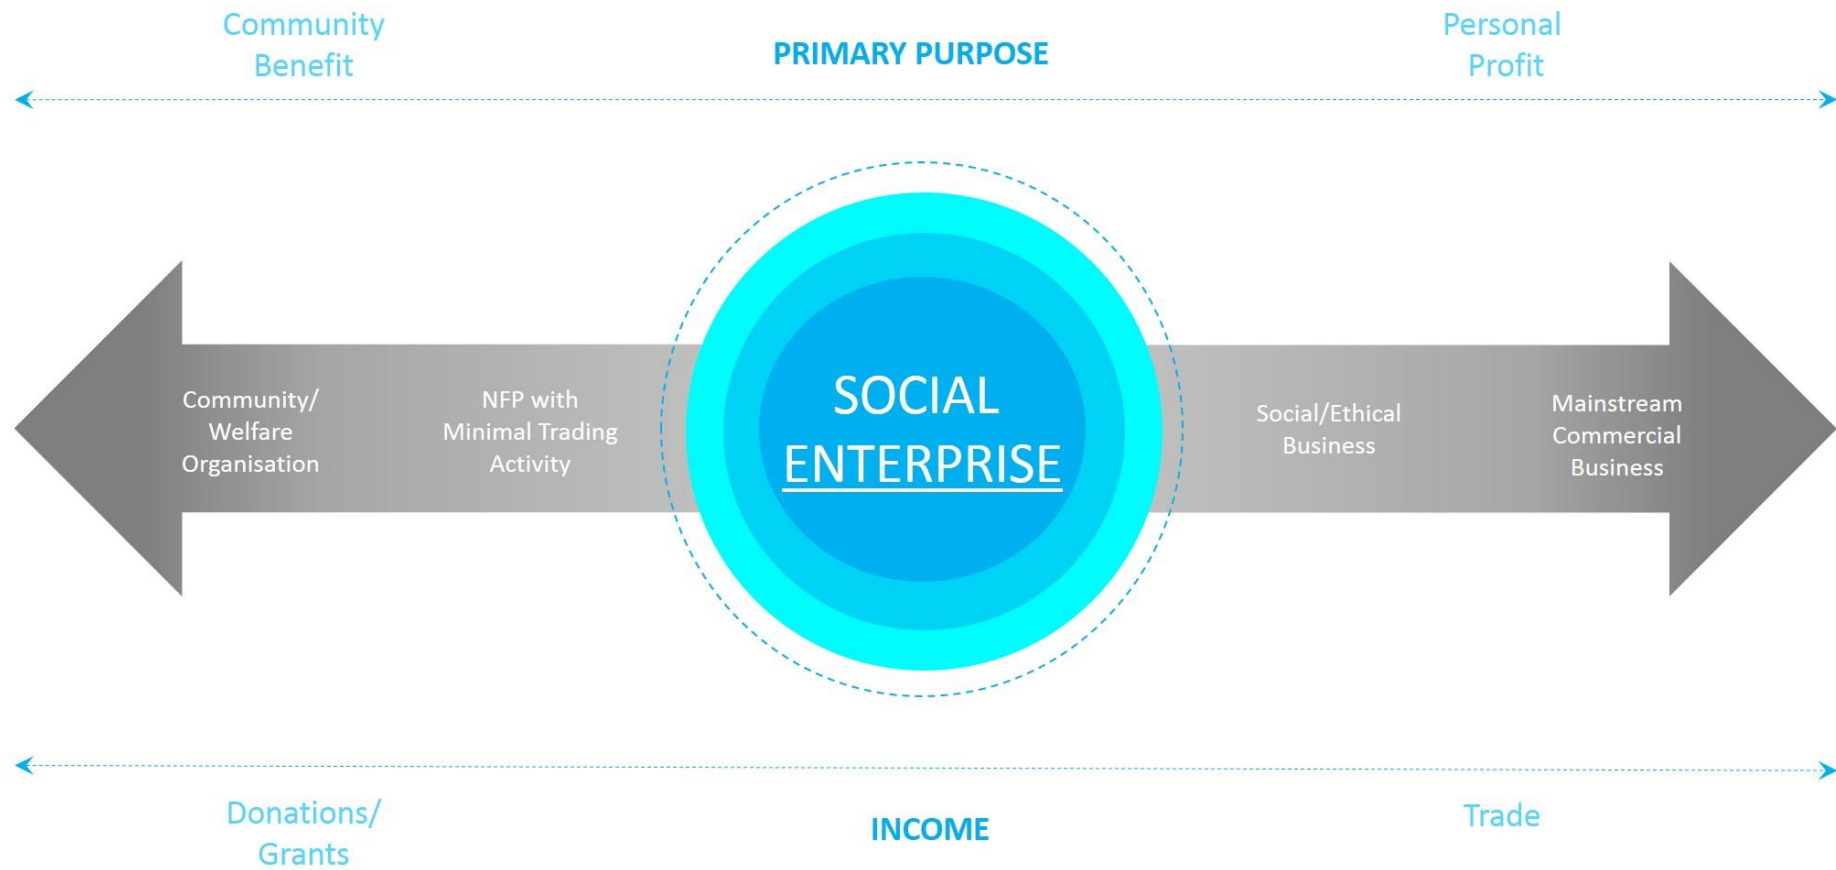 Community
Benefit
PRIMARY PURPOSE
Personal
Profit
Community/
Welfare
Organisation
NFP with
Minimal Trading
Activity
SOCIAL
ENTERPRISE
Social/Ethical
Business
Mainstream
Commercial
Business
Donations/
Grants
INCOME
Trade